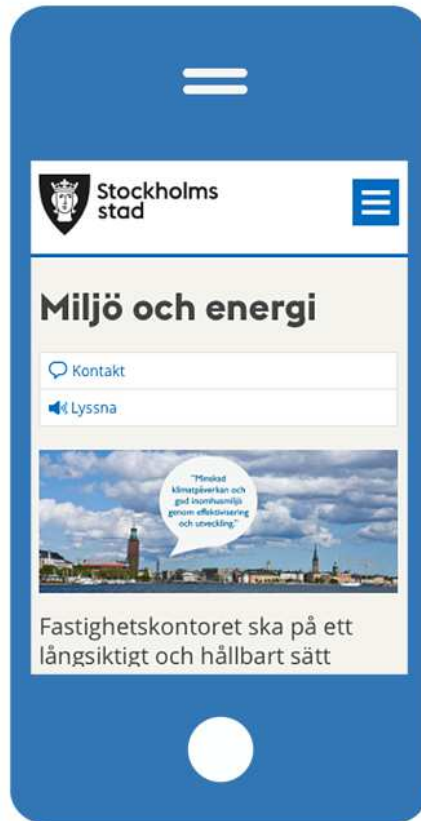 Stockholms
stad
Miljö och energi
Kontakt
Lyssna
"Minskad
klimatpåverkan och
god inomhusmiljö
genom effektivisering
och utveckling."
Fastighetskontoret ska på ett
långsiktigt och hållbart sätt